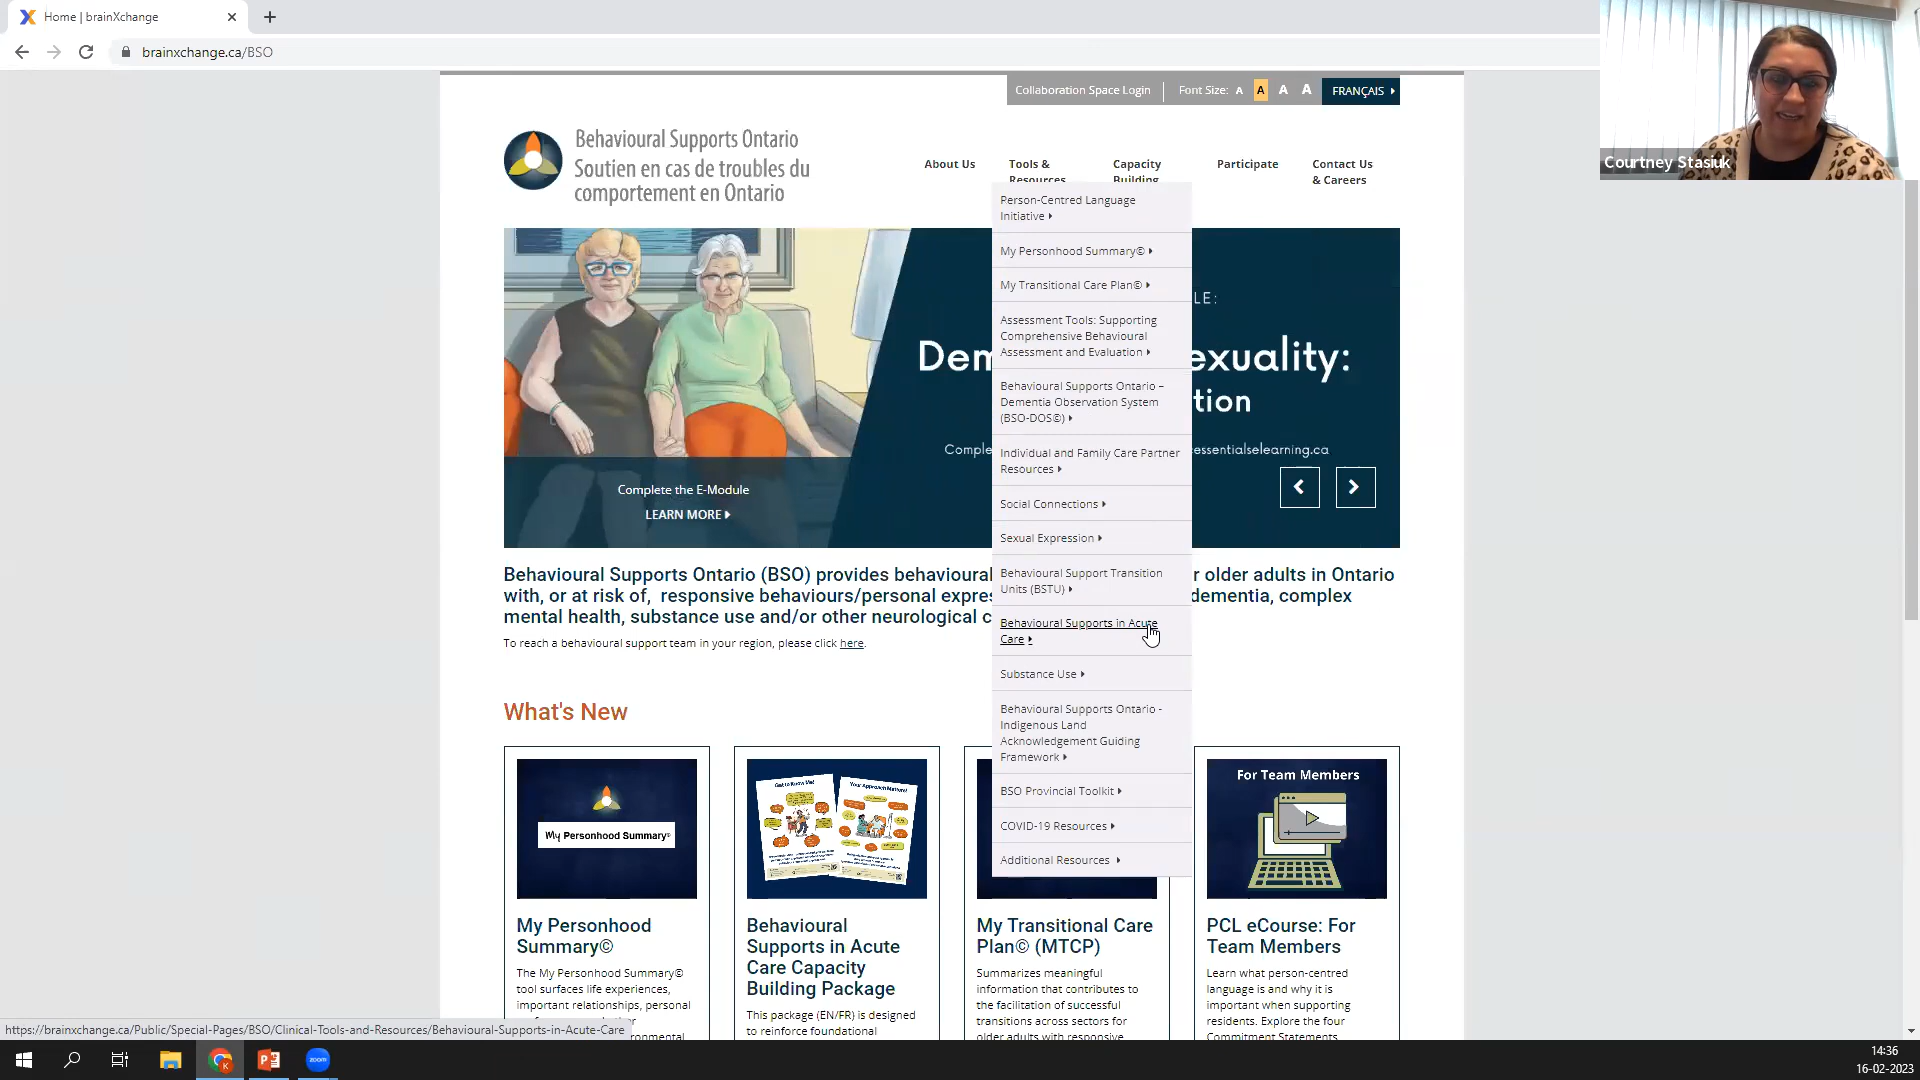 Home | brainXchange
brainxchange.ca/BSO
Courtney Stasiuk
Collaboration Space Login
Font Size: A A A A
FRANÇAIS
Behavioural Supports Ontario
Soutien en cas de troubles du
comportement en Ontario
About Us
Tools &
Resources
Capacity
Building
Participate
Contact Us
& Careers
Person-Centred Language
Initiative
My Personhood Summary©
My Transitional Care Plan©
Assessment Tools: Supporting
Comprehensive Behavioural
Assessment and Evaluation
Behavioural Supports Ontario –
Dementia Observation System
(BSO-DOS©)
Individual and Family Care Partner
Resources
Social Connections
Sexual Expression
Behavioural Support Transition
Units (BSTU)
Behavioural Supports in Acute
Care
Substance Use
Behavioural Supports Ontario -
Indigenous Land
Acknowledgement Guiding
Framework
BSO Provincial Toolkit
COVID-19 Resources
Additional Resources
LE:
Dem exuality:
tion
Comple essentialselearning.ca
Complete the E-Module
LEARN MORE
Behavioural Supports Ontario (BSO) provides behavioural r older adults in Ontario
with, or at risk of, responsive behaviours/personal expres dementia, complex
mental health, substance use and/or other neurological c
To reach a behavioural support team in your region, please click here.
What's New
My Personhood Summary©
Get to Know Me!
Your Approach Matters!
For Team Members
My Personhood
Summary©
The My Personhood Summary©
tool surfaces life experiences,
important relationships, personal
ronmental
Behavioural
Supports in Acute
Care Capacity
Building Package
This package (EN/FR) is designed
to reinforce foundational
My Transitional Care
Plan© (MTCP)
Summarizes meaningful
information that contributes to
the facilitation of successful
transitions across sectors for
older adults with responsive
PCL eCourse: For
Team Members
Learn what person-centred
language is and why it is
important when supporting
residents. Explore the four
Commitment Statements
https://brainxchange.ca/Public/Special-Pages/BSO/Clinical-Tools-and-Resources/Behavioural-Supports-in-Acute-Care
zoom
14:36
16-02-2023